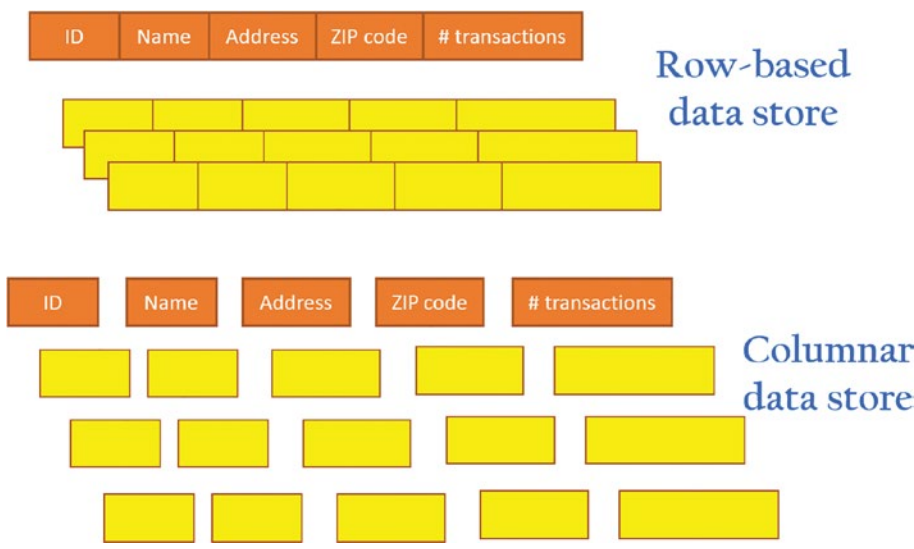 ID Name Address ZIP code # transactions
Row-based
data store
ID Name Address ZIP code # transactions
Columnar
data store